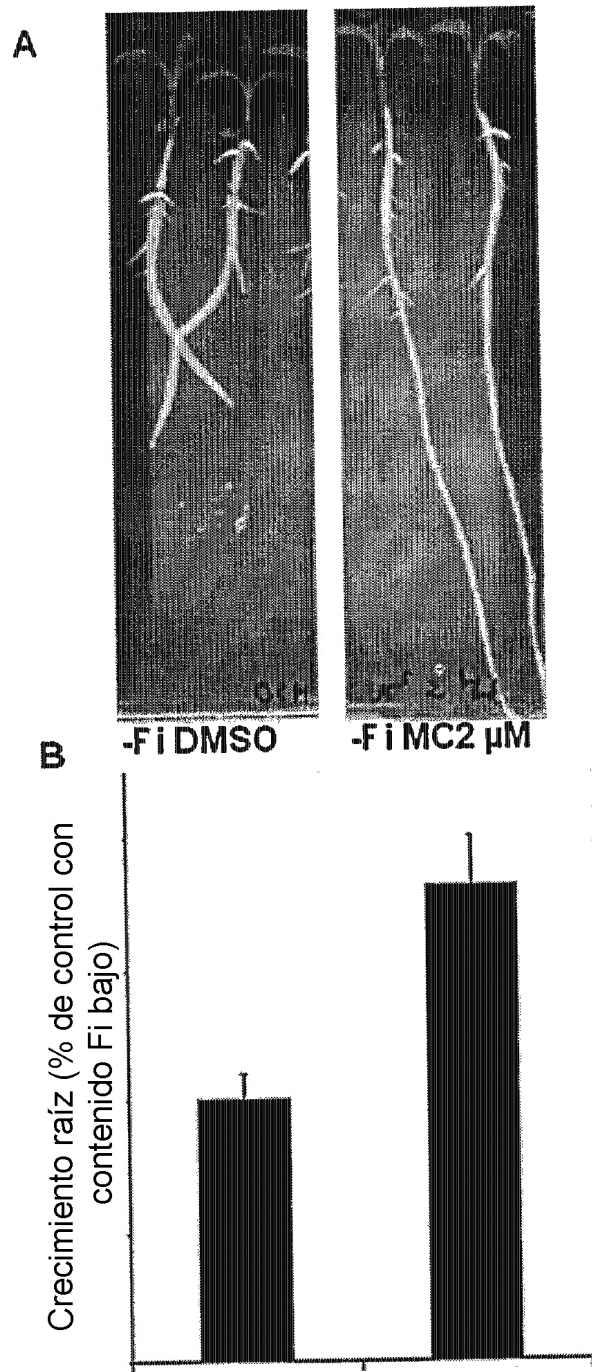 A
-Fi DMSO
-Fi MC2 µM
B
Crecimiento raíz (% de control con
contenido Fi bajo)